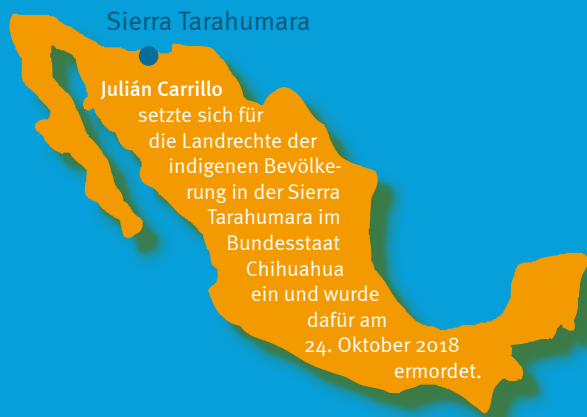 Sierra Tarahumara
Julián Carrillo
setzte sich für
die Landrechte der
indigenen Bevölke-
rung in der Sierra
Tarahumara im
Bundesstaat
Chihuahua
ein und wurde
dafür am
24. Oktober 2018
ermordet.